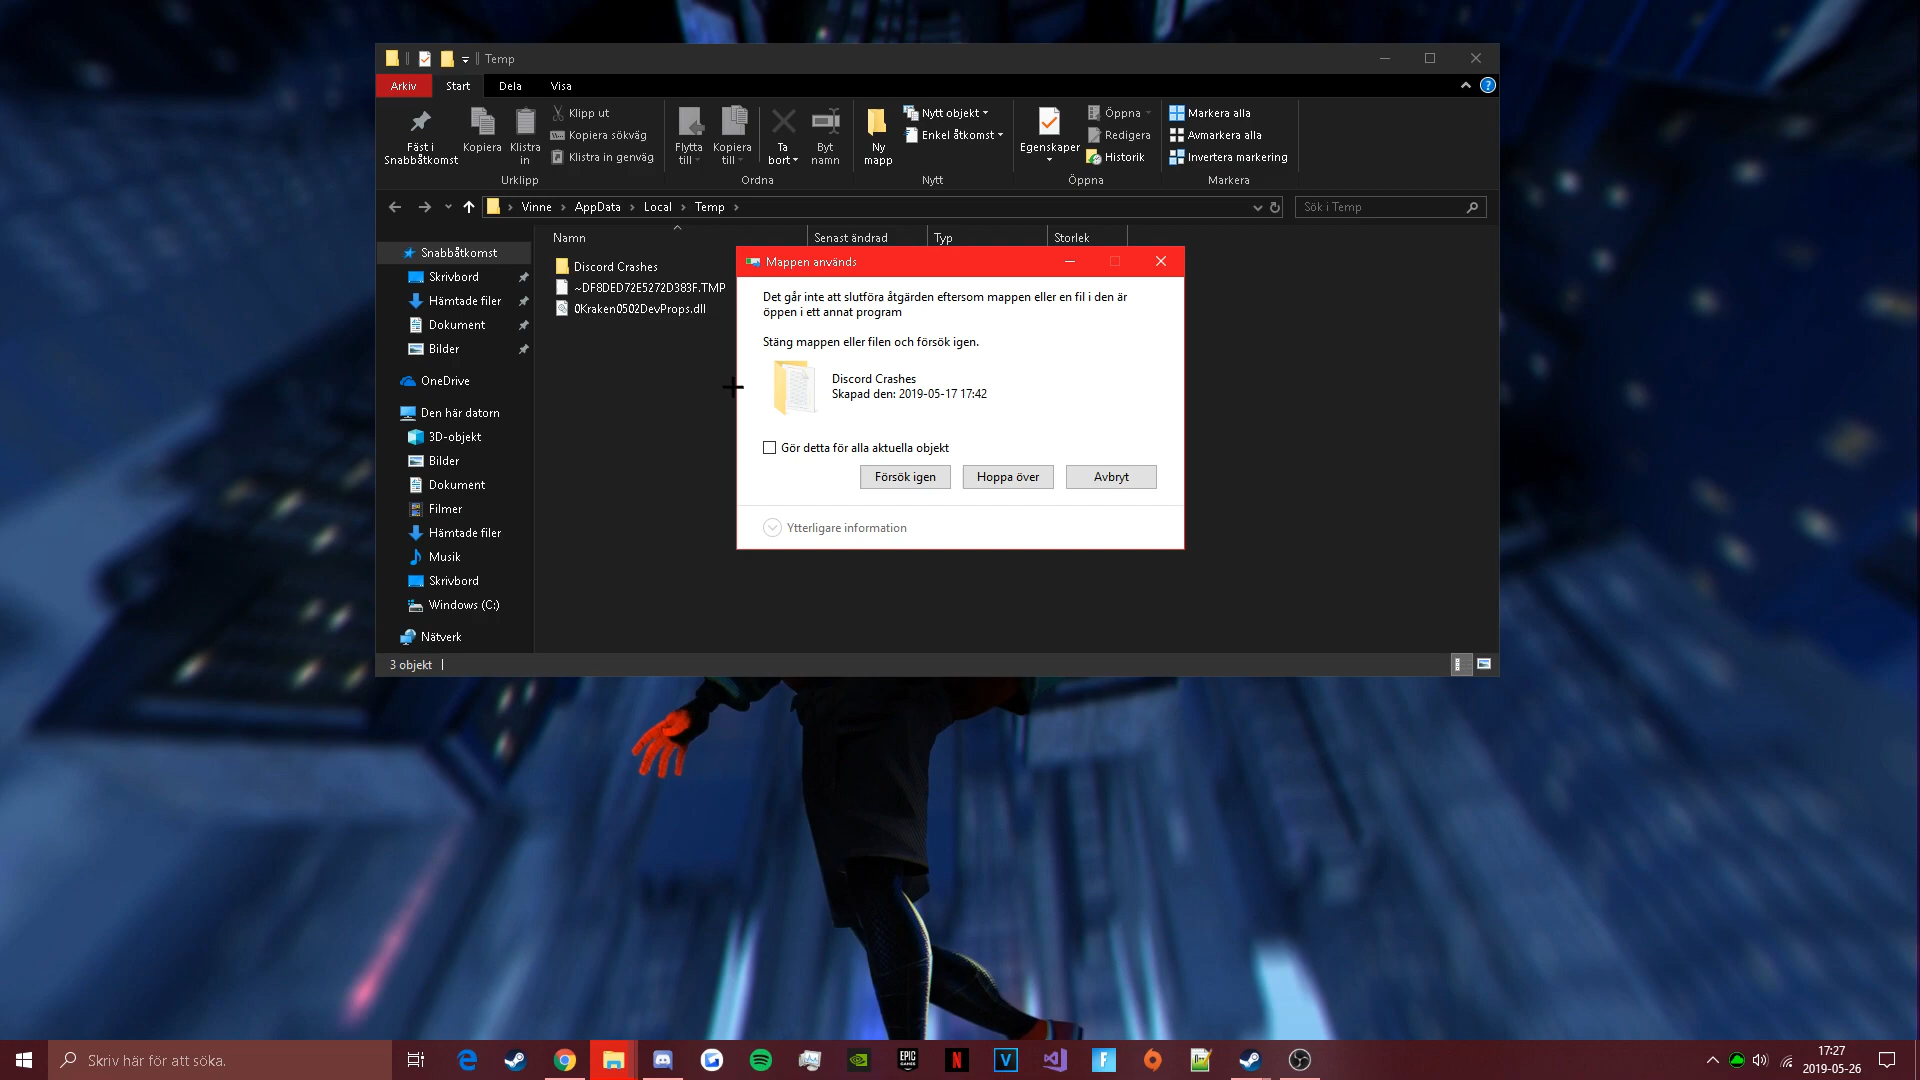 Temp
Arkiv Start Dela Visa
Fäst i Snabbåtkomst
Kopiera
Klistra in
Klipp ut
Kopiera sökväg
Klistra in genväg
Urklipp
Flytta till
Kopiera till
Ta bort
Byt namn
Ordna
Ny mapp
Nytt objekt
Enkel åtkomst
Nytt
Egenskaper
Öppna
Redigera
Historik
Öppna
Markera alla
Avmarkera alla
Invertera markering
Markera
Vinne > AppData > Local > Temp >
Sök i Temp
Snabbåtkomst
Skrivbord
Hämtade filer
Dokument
Bilder
OneDrive
Den här datorn
3D-objekt
Bilder
Dokument
Filmer
Hämtade filer
Musik
Skrivbord
Windows (C:)
Nätverk
Namn Senast ändrad Typ Storlek
Discord Crashes
~DF8DED72E5272D383F.TMP
0Kraken0502DevProps.dll
Mappen används
Det går inte att slutföra åtgärden eftersom mappen eller en fil i den är
öppen i ett annat program
Stäng mappen eller filen och försök igen.
Discord Crashes
Skapad den: 2019-05-17 17:42
Gör detta för alla aktuella objekt
Försök igen Hoppa över Avbryt
Ytterligare information
3 objekt
Skriv här för att söka.
EPIC GAMES
N
V
17:27
2019-05-26